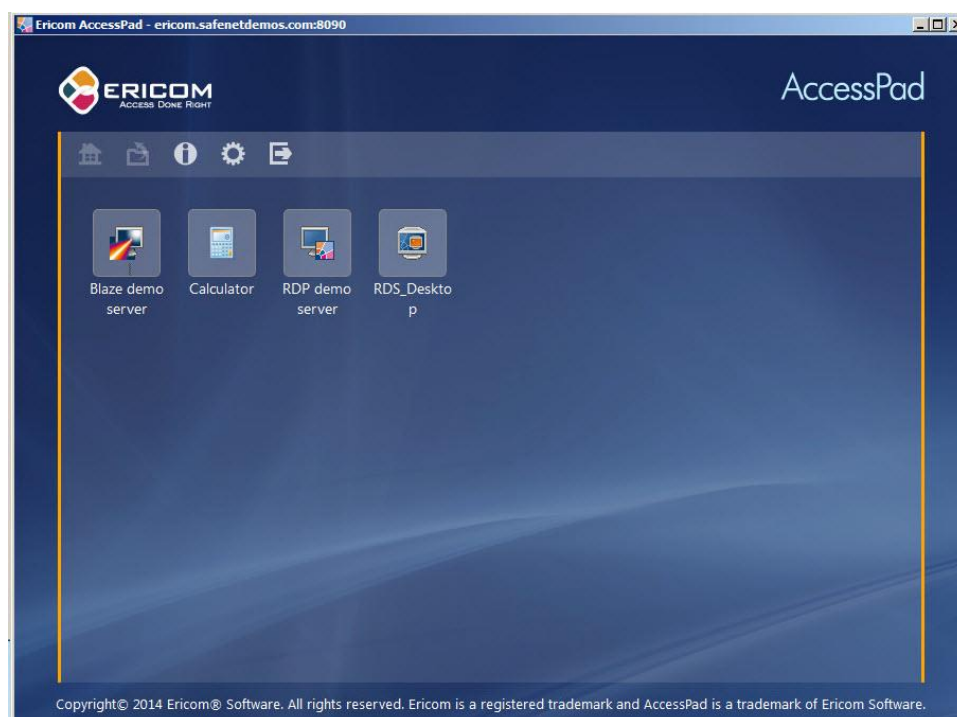 Ericom AccessPad - ericom.safenetdemos.com:8090
ERICOM
ACCESS DONE RIGHT
AccessPad
Blaze demo
server
Calculator
RDP demo
server
RDS_Deskto
p
Copyright© 2014 Ericom® Software. All rights reserved. Ericom is a registered trademark and AccessPad is a trademark of Ericom Software.